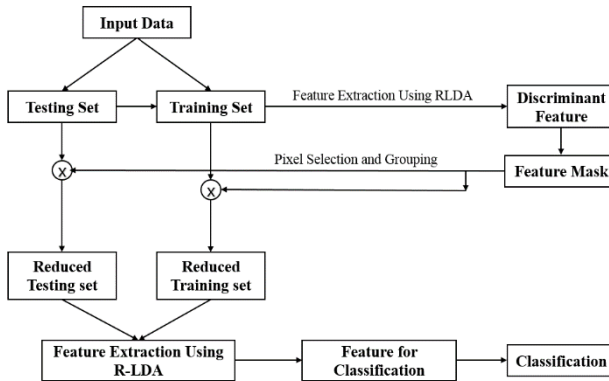 Input Data
Testing Set
Training Set
Feature Extraction Using RLDA
Discriminant
Feature
Pixel Selection and Grouping
Feature Mask
X
X
Reduced
Testing set
Reduced
Training set
Feature Extraction Using
R-LDA
Feature for
Classification
Classification